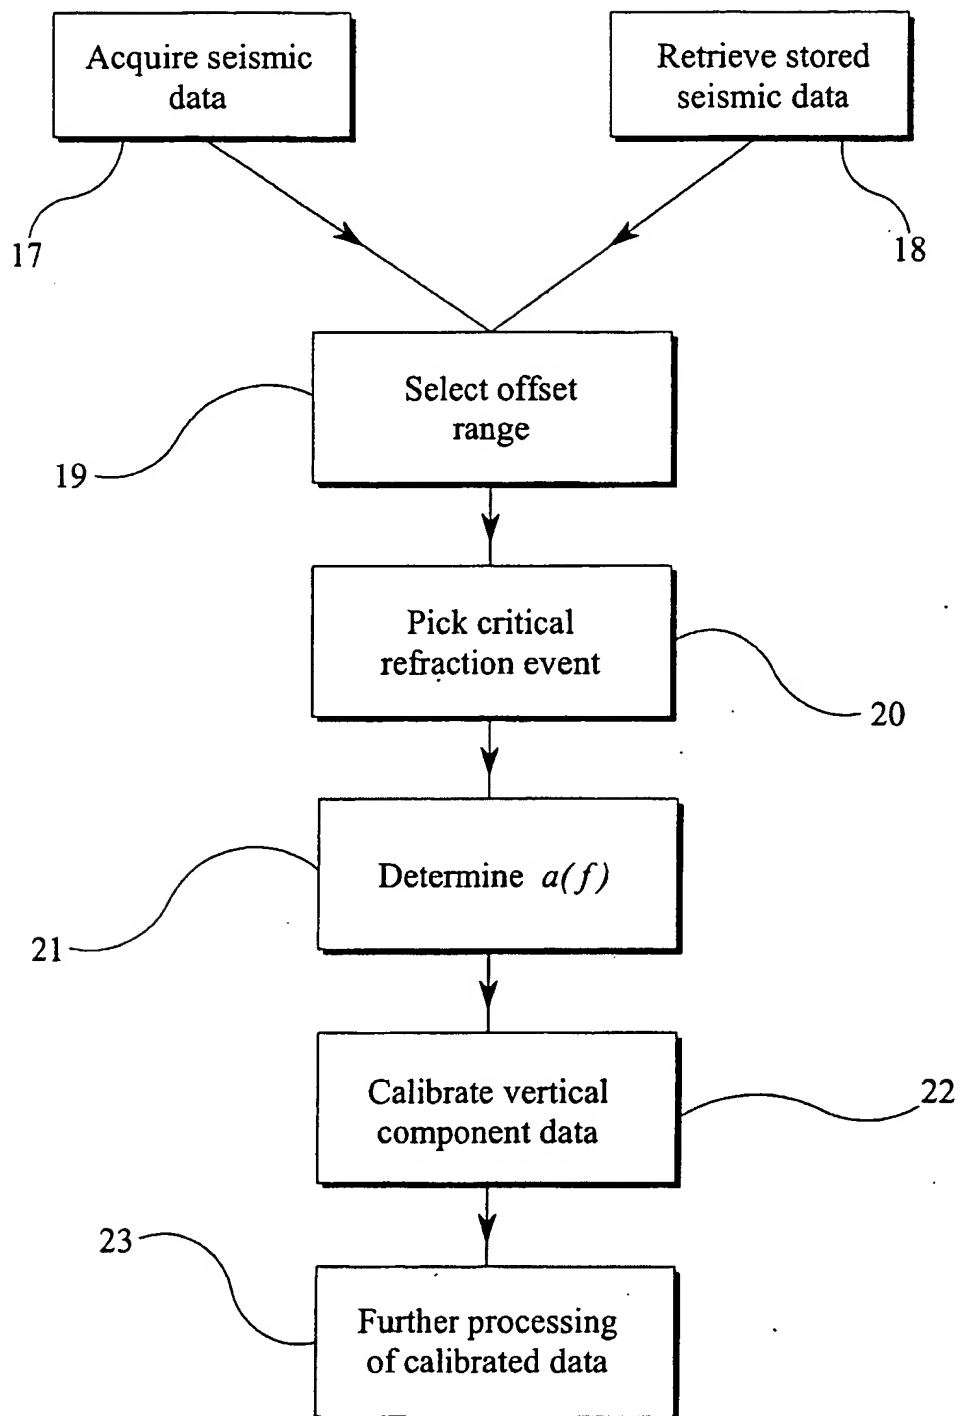 Acquire seismic
data
Retrieve stored
seismic data
17
18
Select offset
range
19
Pick critical
refraction event
20
Determine a(f)
21
Calibrate vertical
component data
22
23
Further processing
of calibrated data